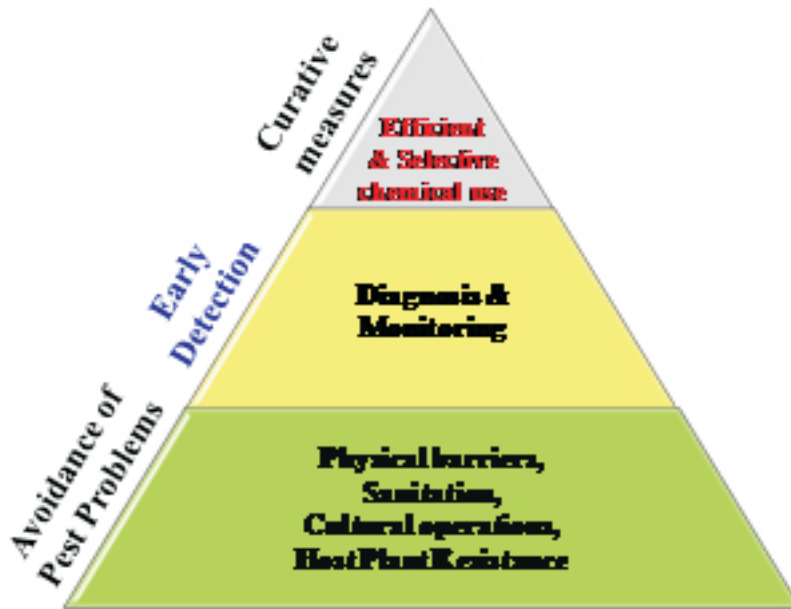 Curative
measures
Efficient
& Selective
chemical use
Early
Detection
Diagnosis &
Monitoring
Avoidance of
Pest Problems
Physical barriers,
Sanitation,
Cultural operations,
Host Plant Resistance